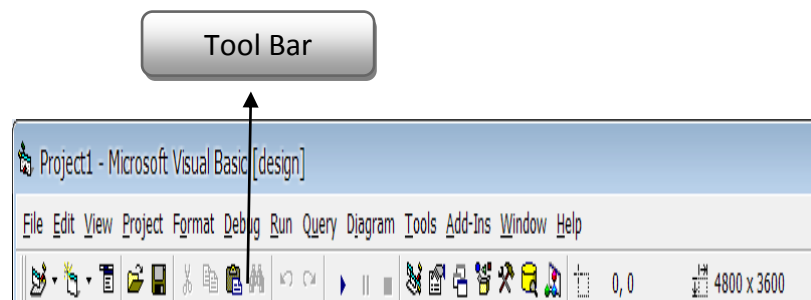 Tool Bar
Project1 - Microsoft Visual Basic [design]
File Edit View Project Format Debug Run Query Diagram Tools Add-Ins Window Help
0, 0 4800 x 3600